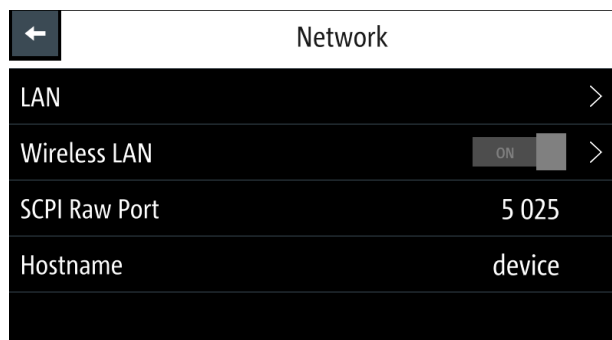 Network
LAN
Wireless LAN ON
SCPI Raw Port 5 025
Hostname device